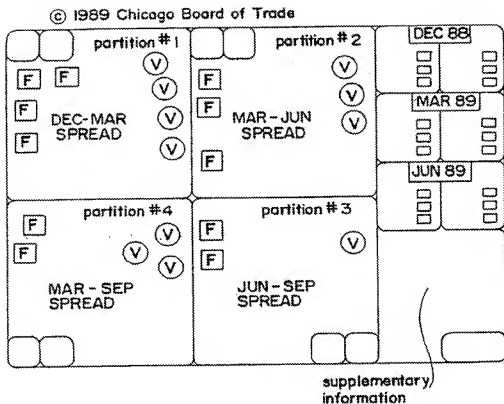 © 1989 Chicago Board of Trade
partition #1
F F V
F V
V
F V
DEC-MAR
SPREAD
partition #2
F V
F V
V
F
MAR-JUN
SPREAD
DEC 88
MAR 89
JUN 89
partition #4
F V
F V V
MAR-SEP
SPREAD
partition #3
F V
F
JUN-SEP
SPREAD
supplementary
information